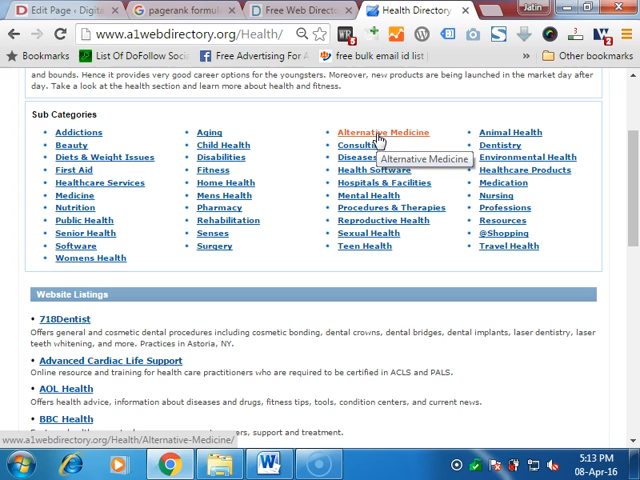 Edit Page ‹ Digita
pagerank formula
Free Web Directo
Health Directory
Jatin
www.a1webdirectory.org/Health/
Bookmarks
List Of DoFollow Soci
Free Advertising For
free bulk email id list
Other bookmarks
and bounds. Hence it provides very good career options for the youngsters. Moreover, new products are being launched in the market day after
day. Take a look at the health section and learn more about health and fitness.
Sub Categories
Addictions
Aging
Alternative Medicine
Animal Health
Beauty
Child Health
Consulti
Dentistry
Diets & Weight Issues
Disabilities
Diseases
Alternative Medicine
Environmental Health
First Aid
Fitness
Health Software
Healthcare Products
Healthcare Services
Home Health
Hospitals & Facilities
Medication
Medicine
Mens Health
Mental Health
Nursing
Nutrition
Pharmacy
Procedures & Therapies
Professions
Public Health
Rehabilitation
Reproductive Health
Resources
Senior Health
Senses
Sexual Health
@Shopping
Software
Surgery
Teen Health
Travel Health
Womens Health
Website Listings
718Dentist
Offers general and cosmetic dental procedures including cosmetic bonding, dental crowns, dental bridges, dental implants, laser dentistry, laser
teeth whitening, and more. Practices in Astoria, NY.
Advanced Cardiac Life Support
Online resource and training for health care practitioners who are required to be certified in ACLS and PALS.
AOL Health
Offers health advice, information about diseases and drugs, fitness tips, tools, condition centers, and current news.
BBC Health
www.a1webdirectory.org/Health/Alternative-Medicine/
ers, support and treatment.
5:13 PM
08-Apr-16